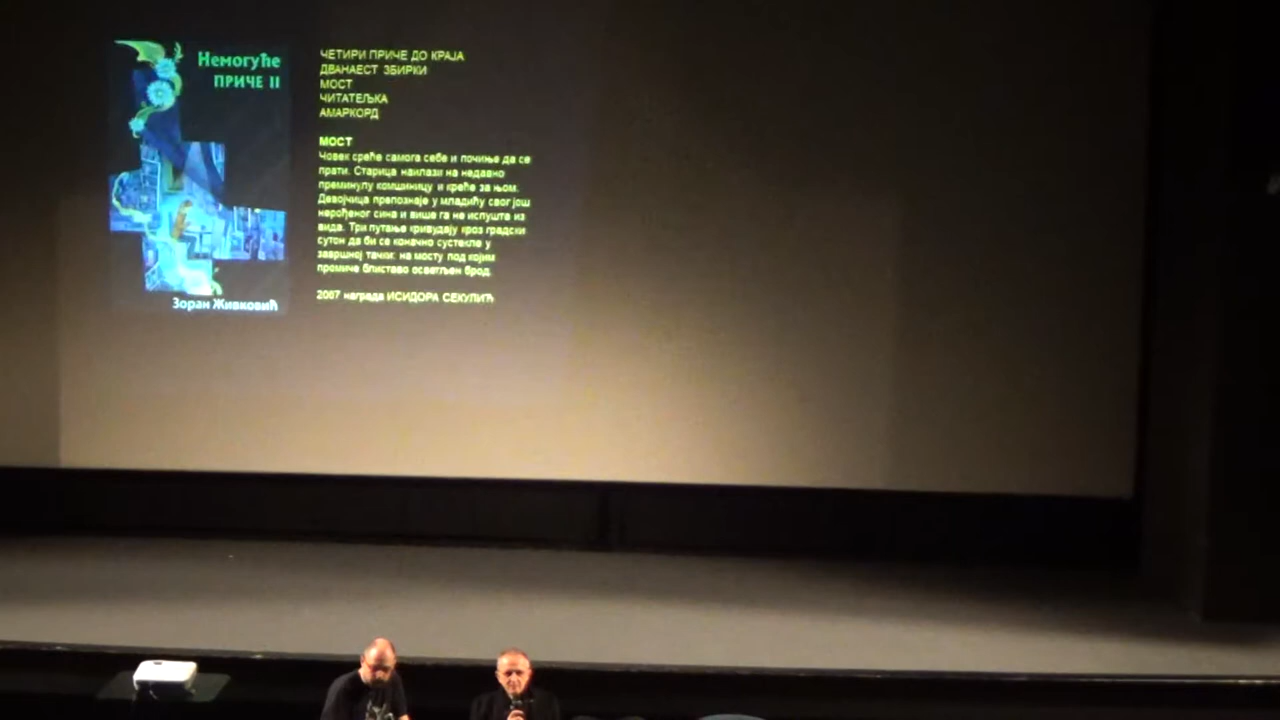 Немогуће
ПРИЧЕ II
Зоран Живковић
ЧЕТИРИ ПРИЧЕ ДО КРАЈА
ДВАНАЕСТ ЗБИРКИ
МОСТ
ЧИТАТЕЉКА
АМАРКОРД
МОСТ
Човек среће самога себе и почиње да се
прати. Старица наилази на недавно
преминулу комшиницу и креће за њом.
Девојчица препознаје у младићу свог још
нерођеног сина и више га не испушта из
вида. Три путање кривудају кроз градски
сутон да би се коначно сустекле у
завршној тачки: на мосту под којим
промиче блиставо осветљен брод.
2007 награда ИСИДОРА СЕКУЛИЋ